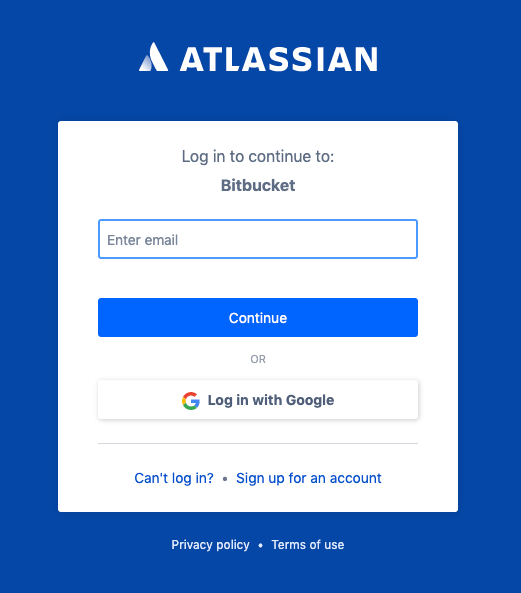 ATLASSIAN
Log in to continue to:
Bitbucket
Enter email
Continue
OR
Log in with Google
Can't log in? • Sign up for an account
Privacy policy • Terms of use